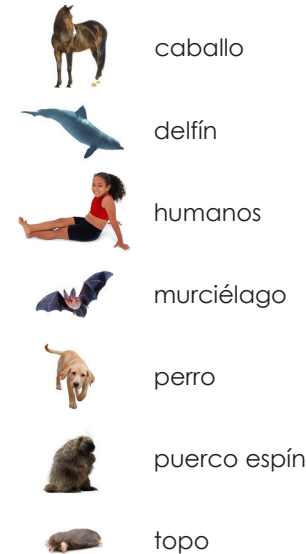 caballo
delfín
humanos
murciélago
perro
puerco espín
topo